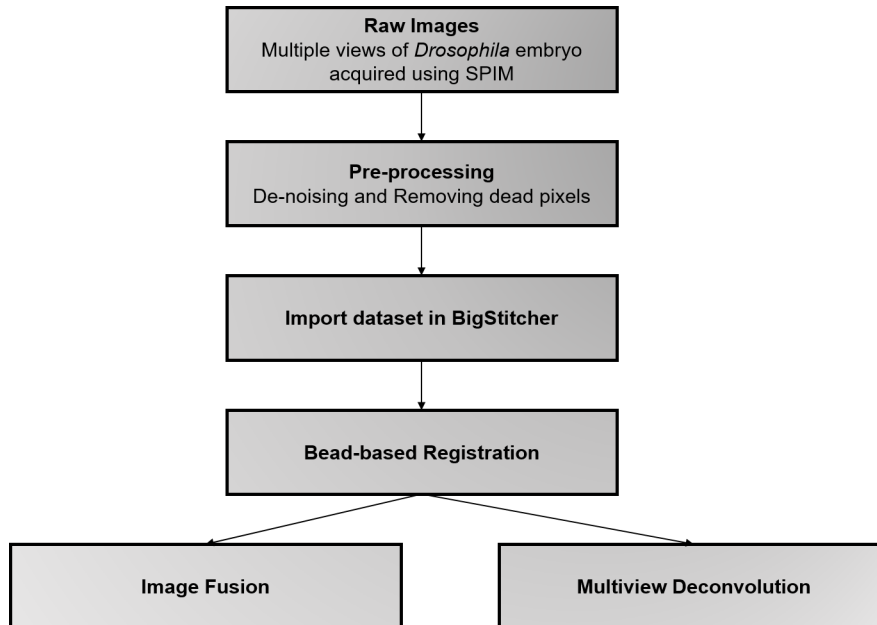 Raw Images
Multiple views of Drosophila embryo
acquired using SPIM
Pre-processing
De-noising and Removing dead pixels
Import dataset in BigStitcher
Bead-based Registration
Image Fusion
Multiview Deconvolution